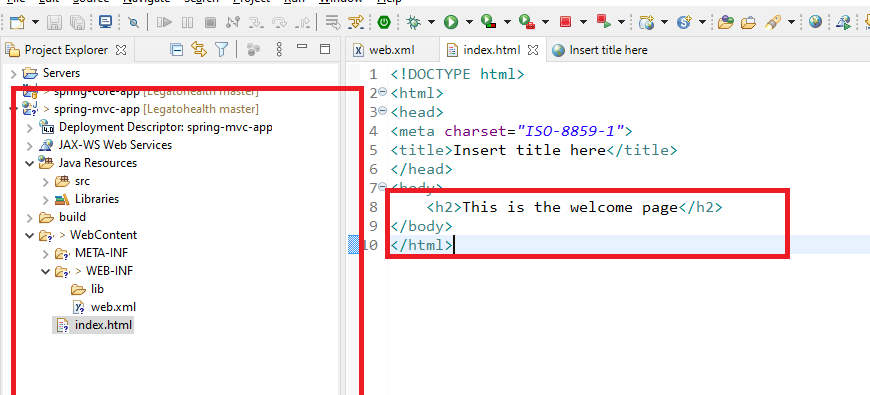 Source Navigate Search Project Run Window Help
Project Explorer
Servers
spring-core-app [Legatohealth master]
> spring-mvc-app [Legatohealth master]
Deployment Descriptor: spring-mvc-app
JAX-WS Web Services
Java Resources
src
Libraries
build
> WebContent
META-INF
> WEB-INF
lib
web.xml
index.html
web.xml index.html Insert title here
1 <!DOCTYPE html>
2 <html>
3 <head>
4 <meta charset="ISO-8859-1">
5 <title>Insert title here</title>
6 </head>
7 <body>
8 <h2>This is the welcome page</h2>
9 </body>
10 </html>